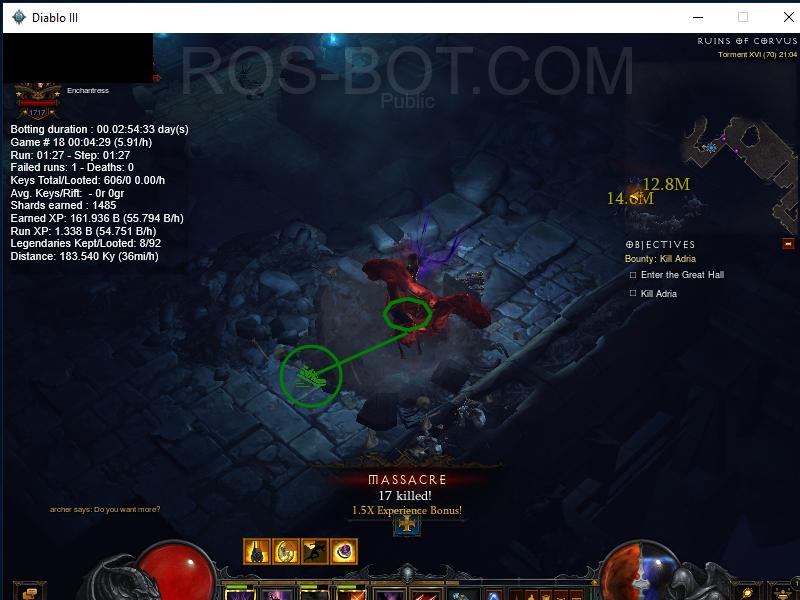 Diablo III
RUINS OF CORVUS
Torment XVI (70) 21:04
ROS-BOT.COM
Public
Enchantress
1717
Botting duration : 00.02:54:33 day(s)
Game # 18 00:04:29 (5.91/h)
Run: 01:27 - Step: 01:27
Failed runs: 1 - Deaths: 0
Keys Total/Looted: 606/0 0.00/h
Avg. Keys/Rift:  - 0r 0gr
Shards earned : 1485
Earned XP: 161.936 B (55.794 B/h)
Run XP: 1.338 B (54.751 B/h)
Legendaries Kept/Looted: 8/92
Distance: 183.540 Ky (36mi/h)
12.8M
14.6M
OBJECTIVES
Bounty: Kill Adria
Enter the Great Hall
Kill Adria
MASSACRE
17 killed!
1.5X Experience Bonus!
archer says: Do you want more?